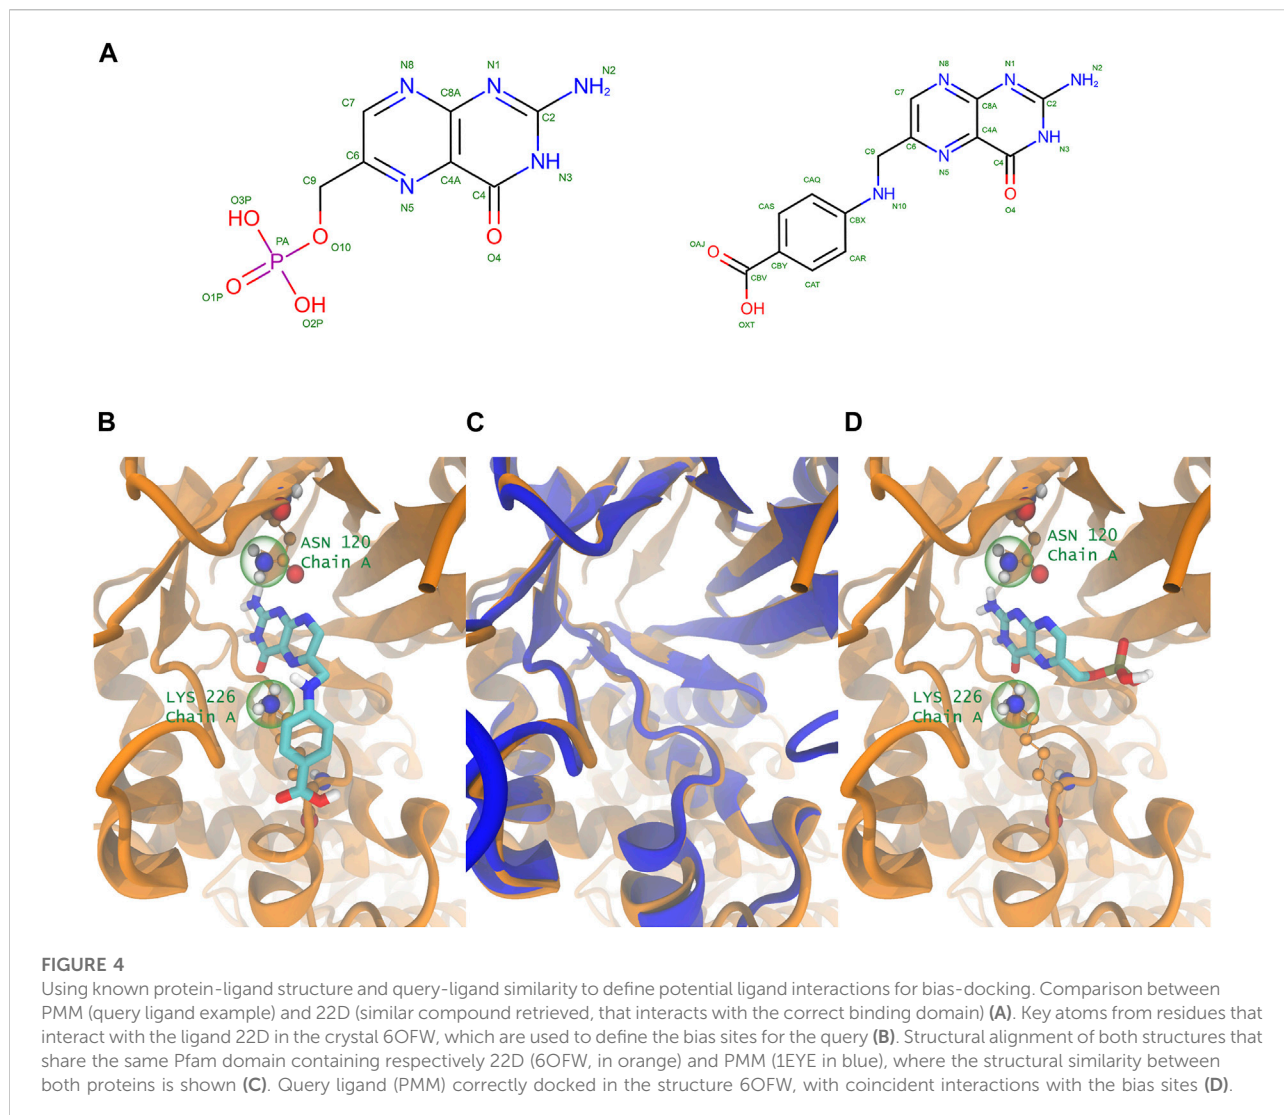 A
N8
N1
N2
N
N
NH2
C7
C8A
C2
C6
NH
N3
C9
N
C4A
C4
N5
O3P
HO
PA
O
O10
O
O4
P
O
O1P
OH
O2P
N8
N1
N2
N
N
NH2
C7
C8A
C2
C4A
NH
N3
C9
C6
N
C4
N5
CAQ
NH
N10
O
O4
CAS
CBX
OAJ
O
CBY
CAR
CBV
CAT
OH
OXT
B
C
D
ASN 120
Chain A
LYS 226
Chain A
ASN 120
Chain A
LYS 226
Chain A
FIGURE 4
Using known protein-ligand structure and query-ligand similarity to define potential ligand interactions for bias-docking. Comparison between
PMM (query ligand example) and 22D (similar compound retrieved, that interacts with the correct binding domain) (A). Key atoms from residues that
interact with the ligand 22D in the crystal 6OFW, which are used to define the bias sites for the query (B). Structural alignment of both structures that
share the same Pfam domain containing respectively 22D (6OFW, in orange) and PMM (1EYE in blue), where the structural similarity between
both proteins is shown (C). Query ligand (PMM) correctly docked in the structure 6OFW, with coincident interactions with the bias sites (D).